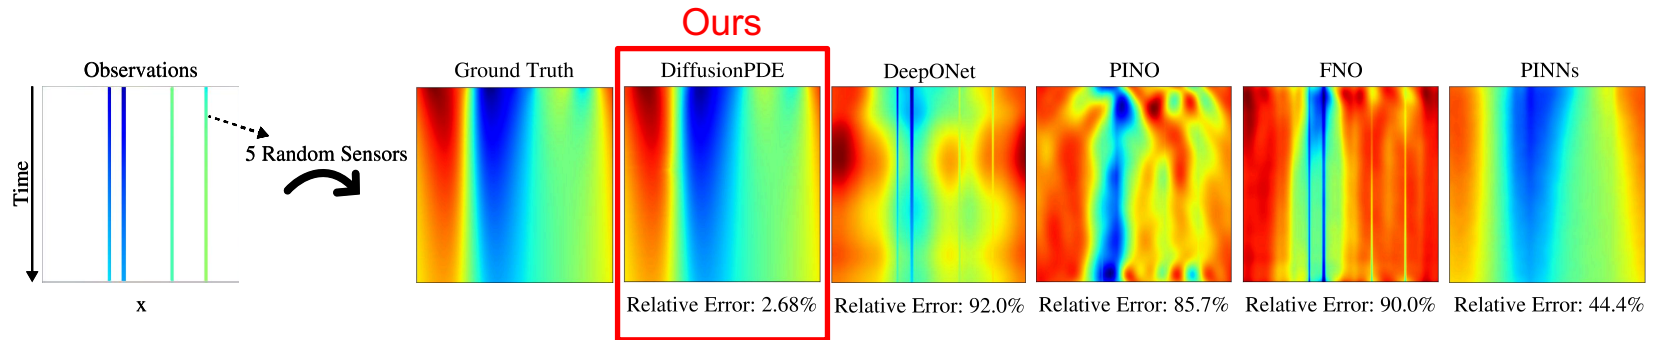 Ours
Observations
Ground Truth
DiffusionPDE
DeepONet
PINO
FNO
PINNs
5 Random Sensors
Time
x
Relative Error: 2.68%
Relative Error: 92.0%
Relative Error: 85.7%
Relative Error: 90.0%
Relative Error: 44.4%